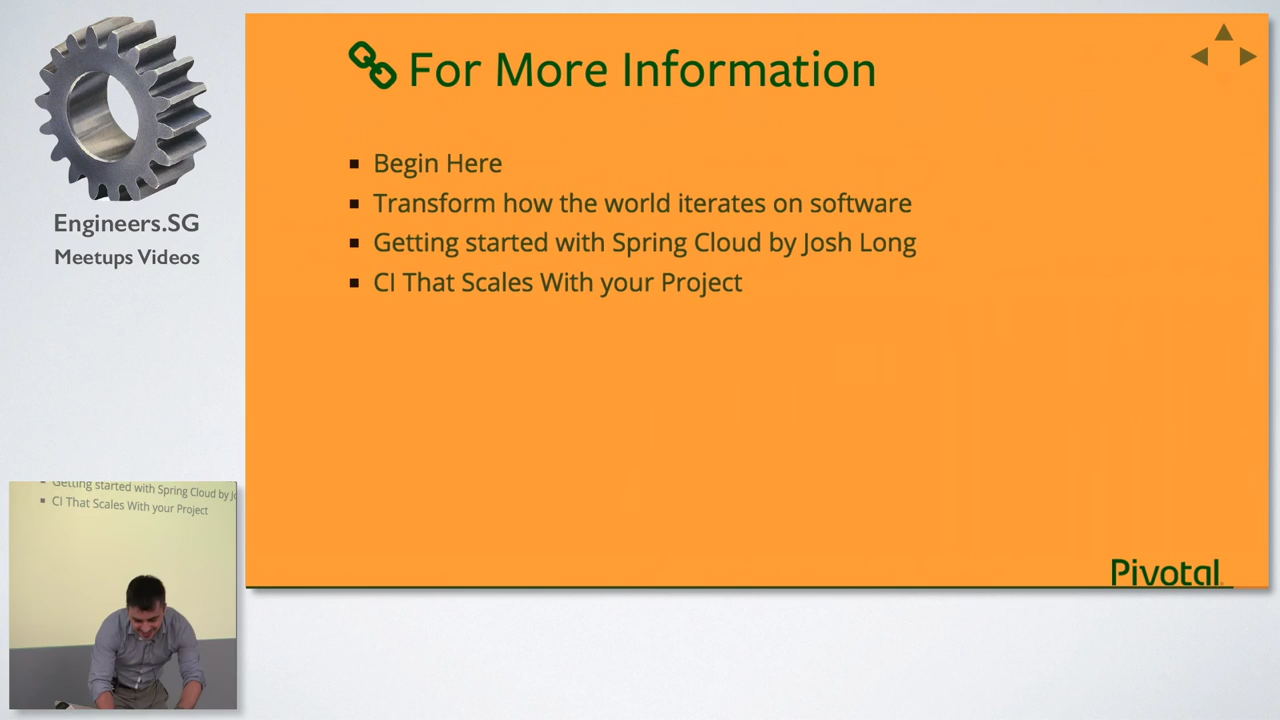 Engineers.SG
Meetups Videos
For More Information
Begin Here
Transform how the world iterates on software
Getting started with Spring Cloud by Josh Long
CI That Scales With your Project
Pivotal
Getting started with Spring Cloud by
CI That Scales With your Project